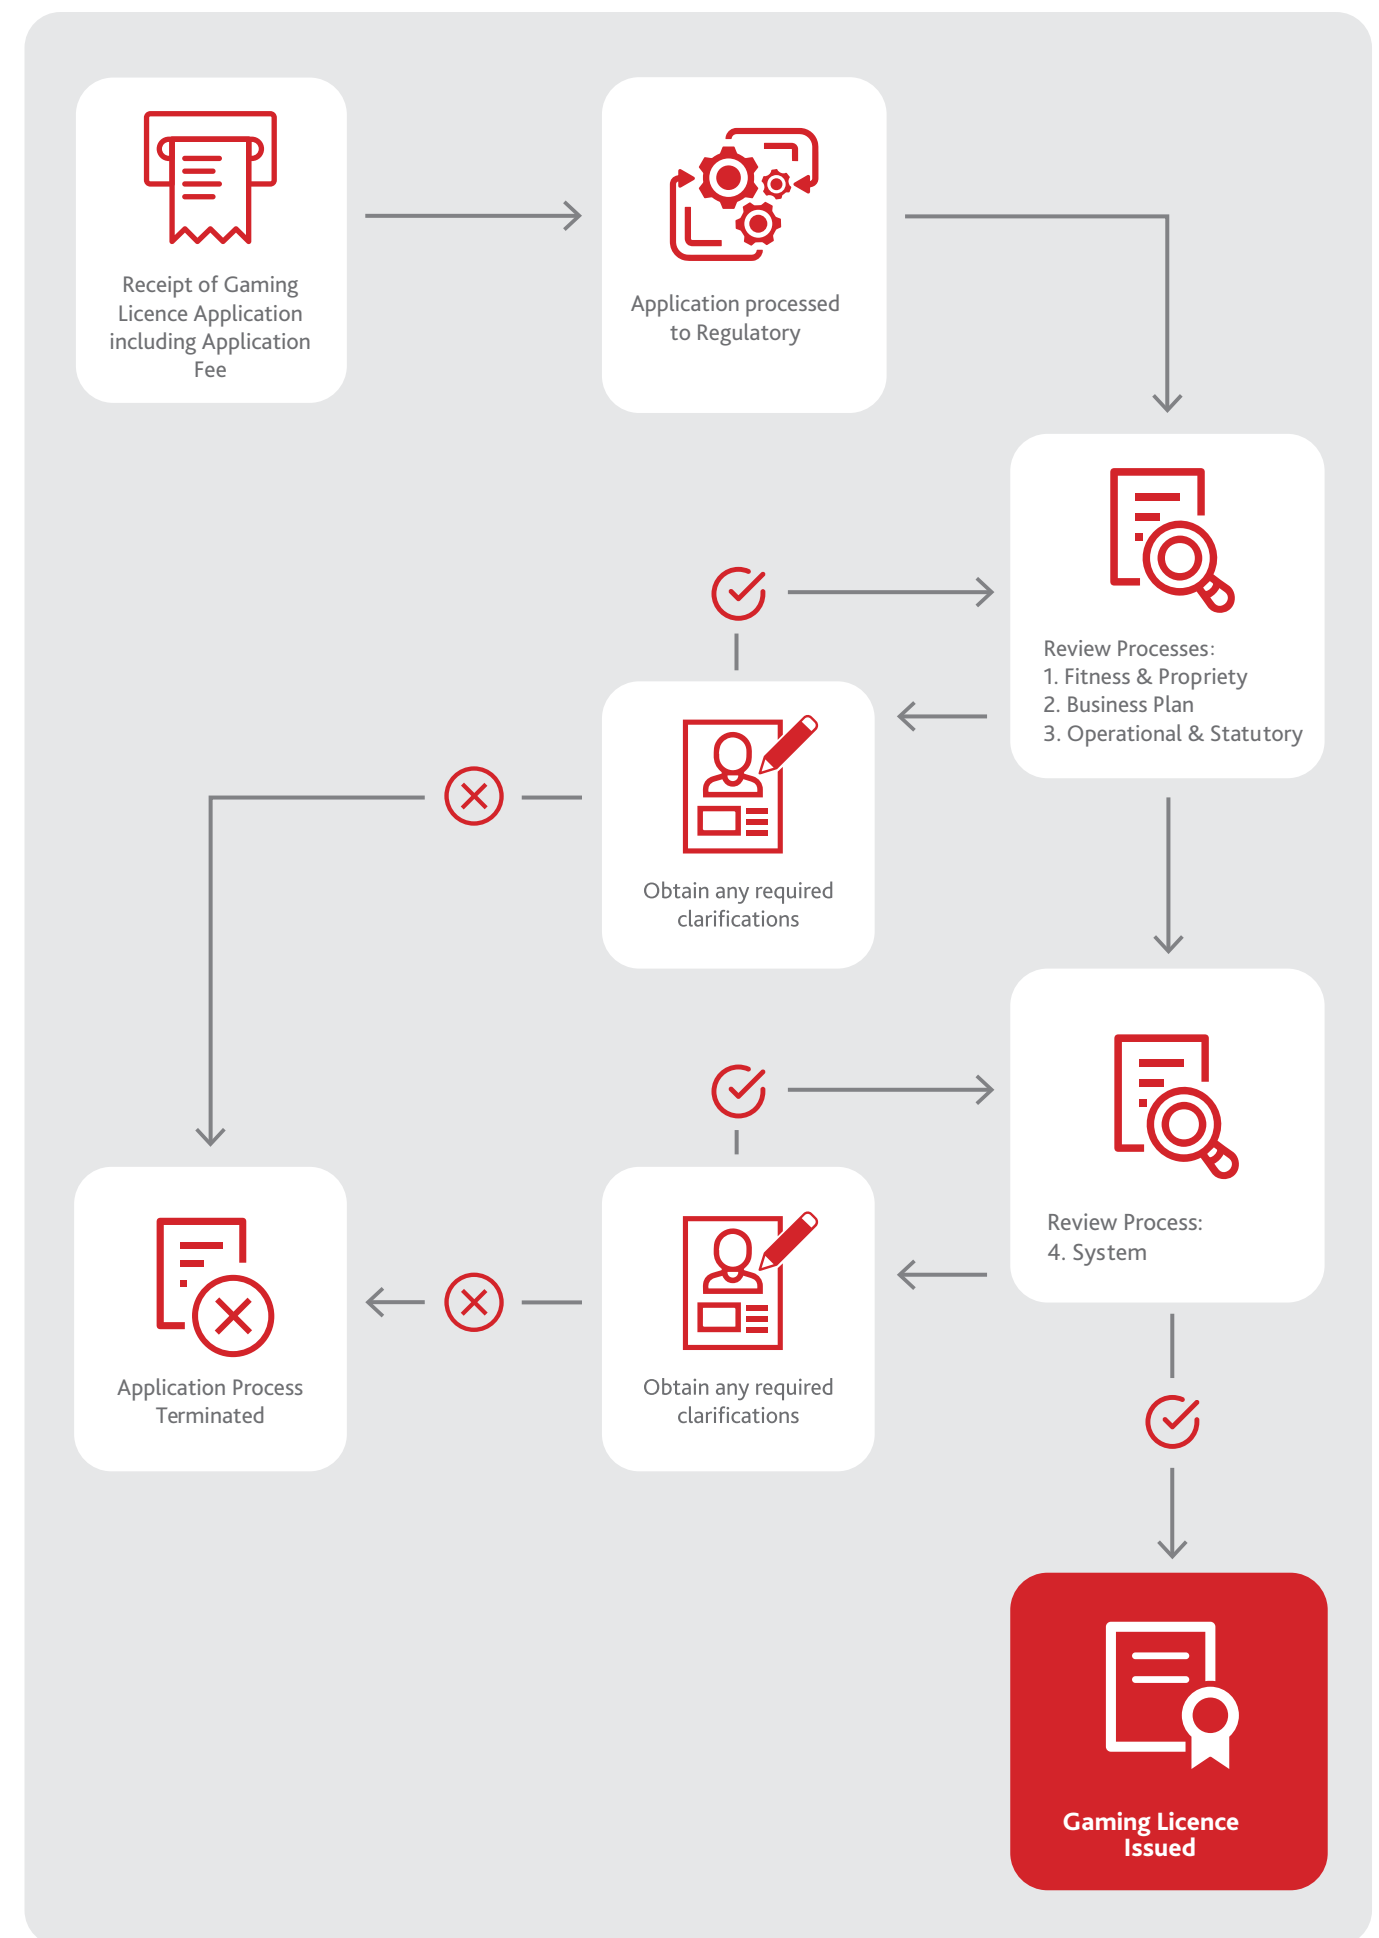 Receipt of Gaming
Licence Application
including Application
Fee
Application processed
to Regulatory
Review Processes:
1. Fitness & Propriety
2. Business Plan
3. Operational & Statutory
Obtain any required
clarifications
Review Process:
4. System
Obtain any required
clarifications
Application Process
Terminated
Gaming Licence
Issued